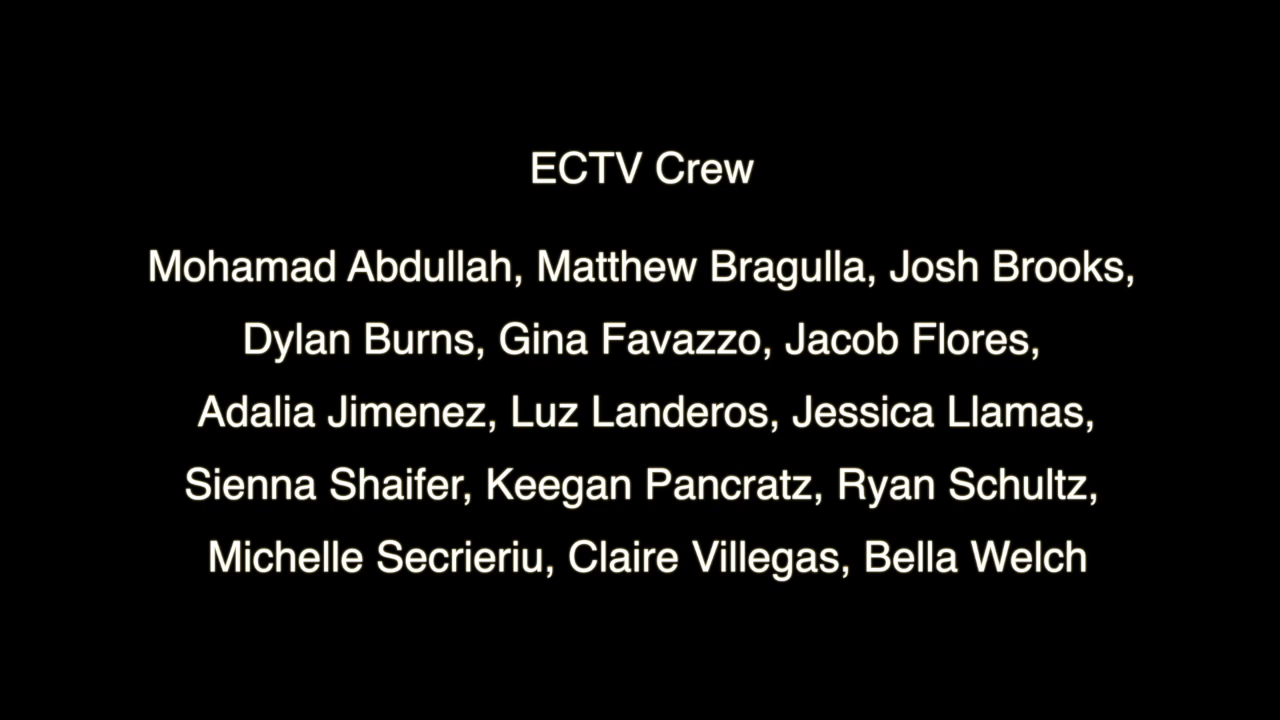 ECTV Crew
Mohamad Abdullah, Matthew Bragulla, Josh Brooks,
Dylan Burns, Gina Favazzo, Jacob Flores,
Adalia Jimenez, Luz Landeros, Jessica Llamas,
Sienna Shaifer, Keegan Pancratz, Ryan Schultz,
Michelle Secrieriu, Claire Villegas, Bella Welch